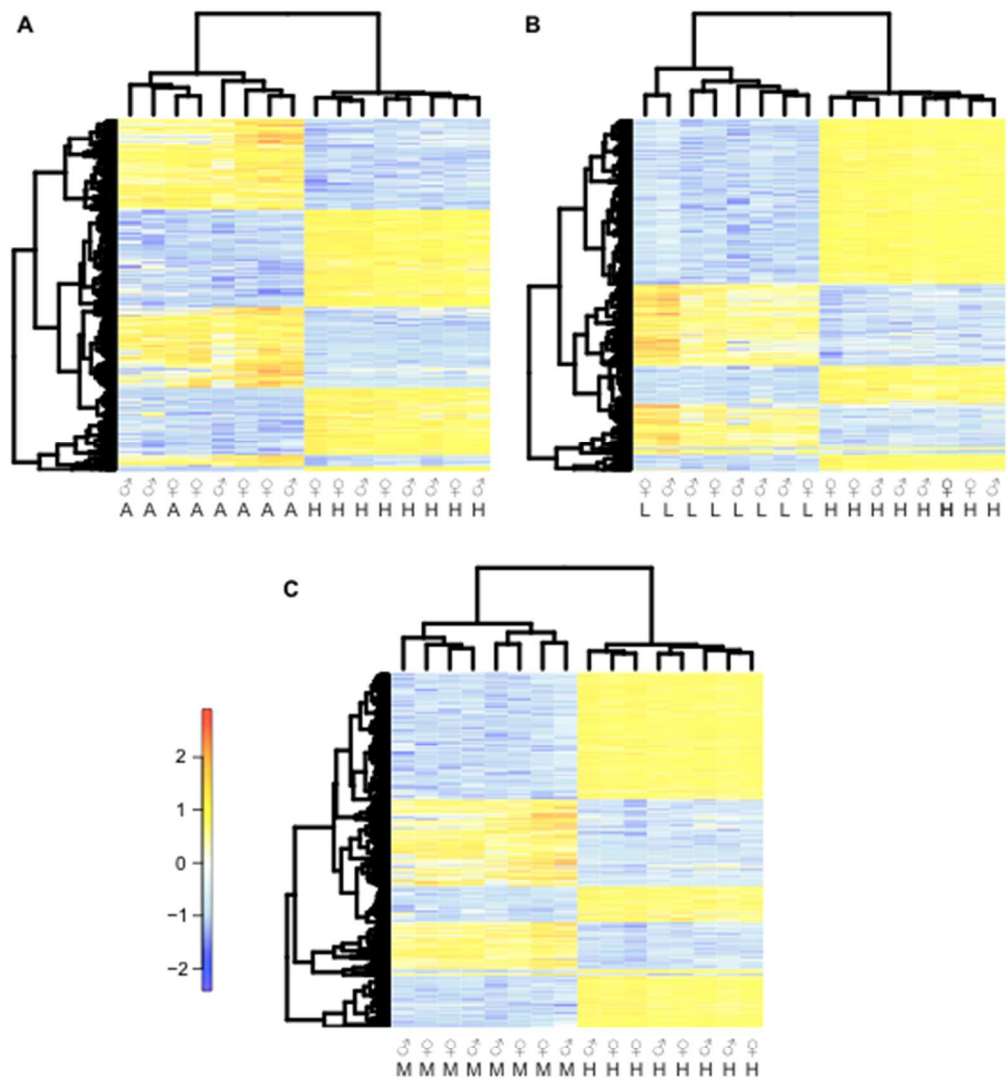 A
♂ ♂ ♀ ♀ ♂ ♀ ♀ ♂ ♀ ♀ ♂ ♀ ♂ ♂ ♀ ♂
A A A A A A A A H H H H H H H H
B
♀ ♂ ♂ ♀ ♂ ♂ ♂ ♀ ♀ ♀ ♂ ♂ ♂ ♀ ♀ ♂
L L L L L L L L H H H H H H H H
C
2
1
0
−1
−2
♂ ♀ ♀ ♂ ♂ ♀ ♀ ♂ ♂ ♀ ♀ ♂ ♀ ♂ ♂ ♀
M M M M M M M M H H H H H H H H